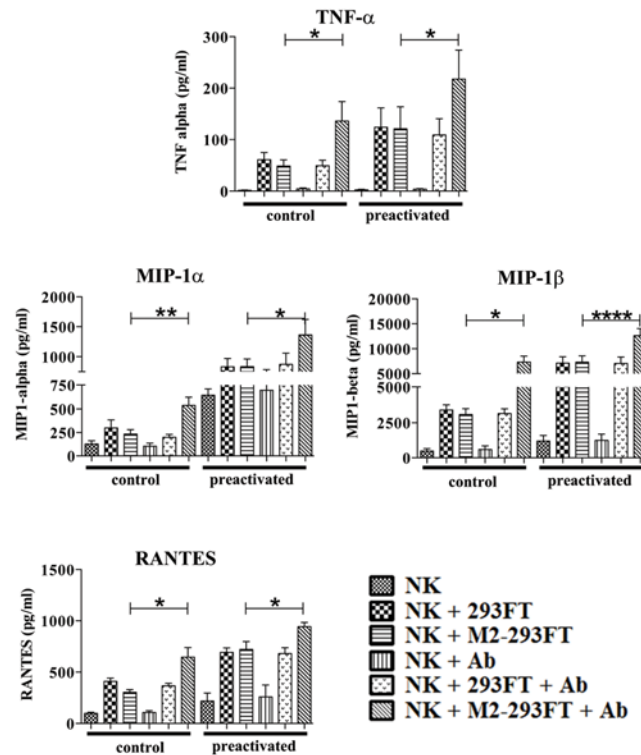 TNF-α
TNF alpha (pg/ml)
300
200
100
0
*
*
control
preactivated
MIP-1α
MIP1-alpha (pg/ml)
2000
1500
1000
750
500
250
0
**
*
control
preactivated
MIP-1β
MIP1-beta (pg/ml)
20000
15000
10000
5000
2500
0
*
****
control
preactivated
RANTES
RANTES (pg/ml)
1500
1000
500
0
*
*
control
preactivated
NK
NK + 293FT
NK + M2-293FT
NK + Ab
NK + 293FT + Ab
NK + M2-293FT + Ab